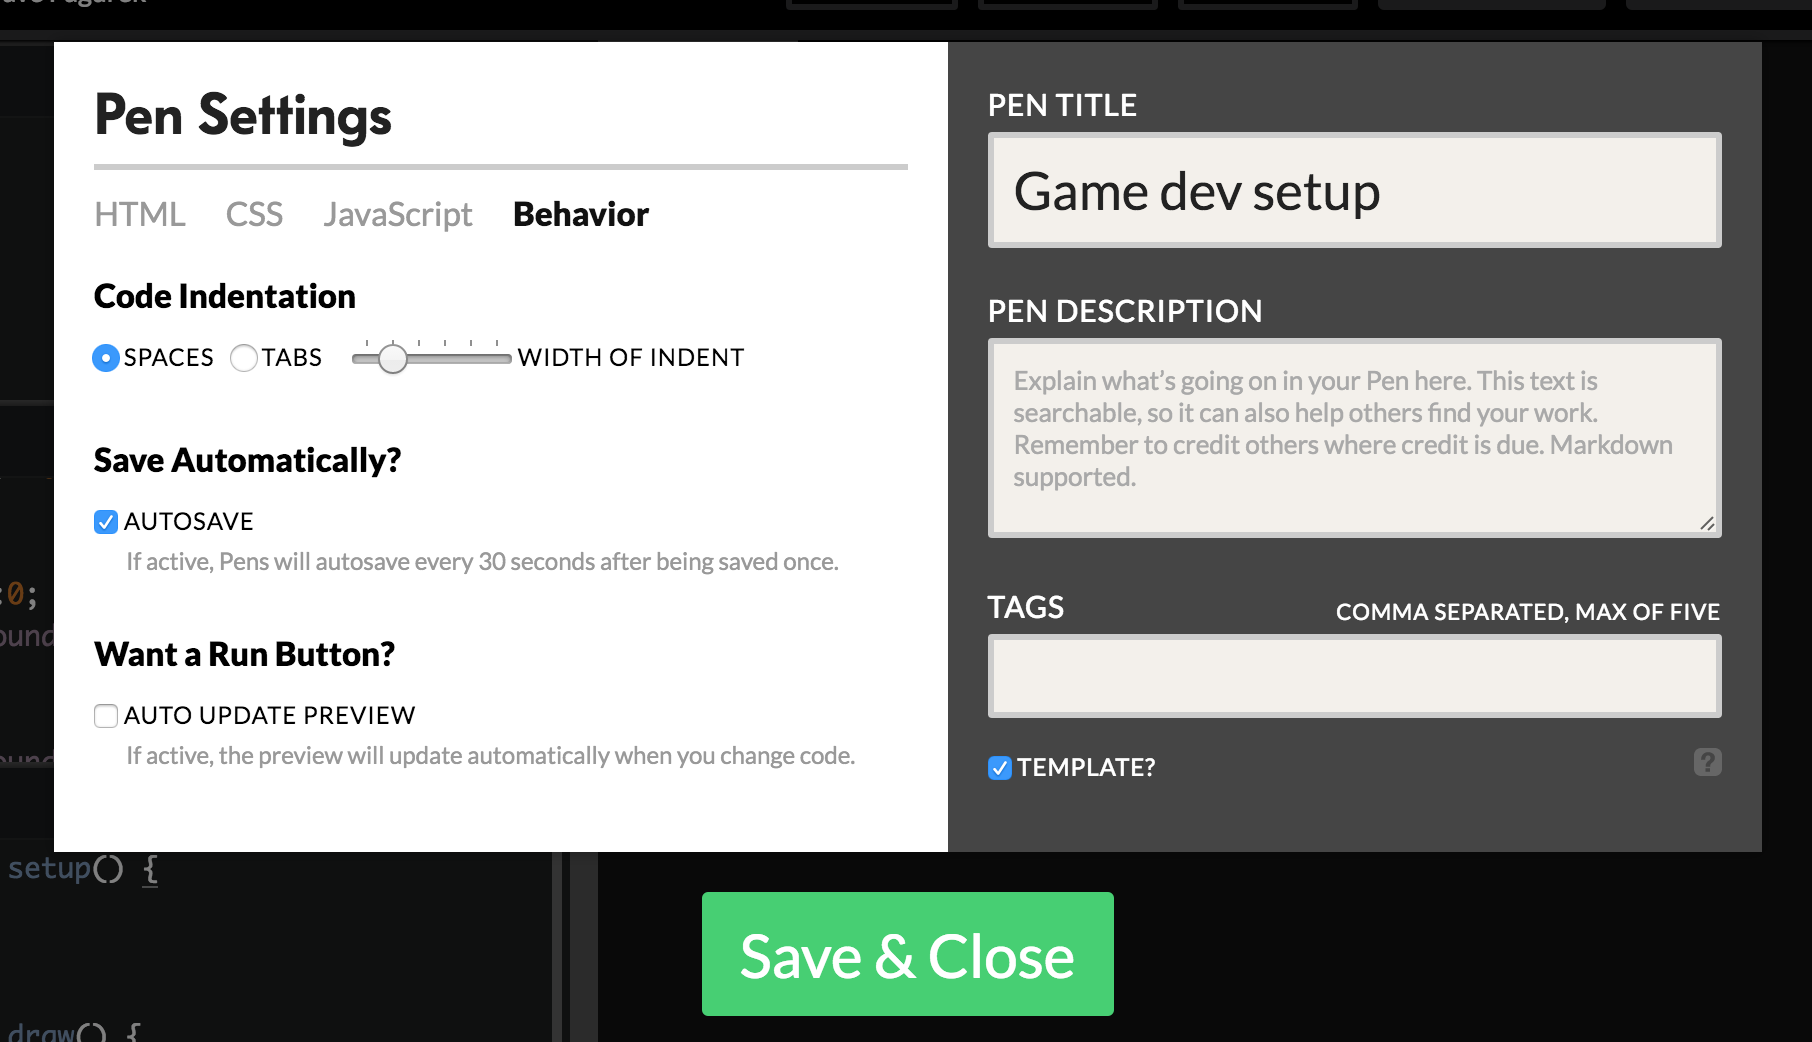 Pen Settings
HTML CSS JavaScript Behavior
Code Indentation
SPACES TABS WIDTH OF INDENT
Save Automatically?
AUTOSAVE
If active, Pens will autosave every 30 seconds after being saved once.
Want a Run Button?
AUTO UPDATE PREVIEW
If active, the preview will update automatically when you change code.
PEN TITLE
Game dev setup
PEN DESCRIPTION
Explain what's going on in your Pen here. This text is
searchable, so it can also help others find your work.
Remember to credit others where credit is due. Markdown
supported.
TAGS COMMA SEPARATED, MAX OF FIVE
TEMPLATE? ?
:0;
setup() {
Save & Close
draw() {